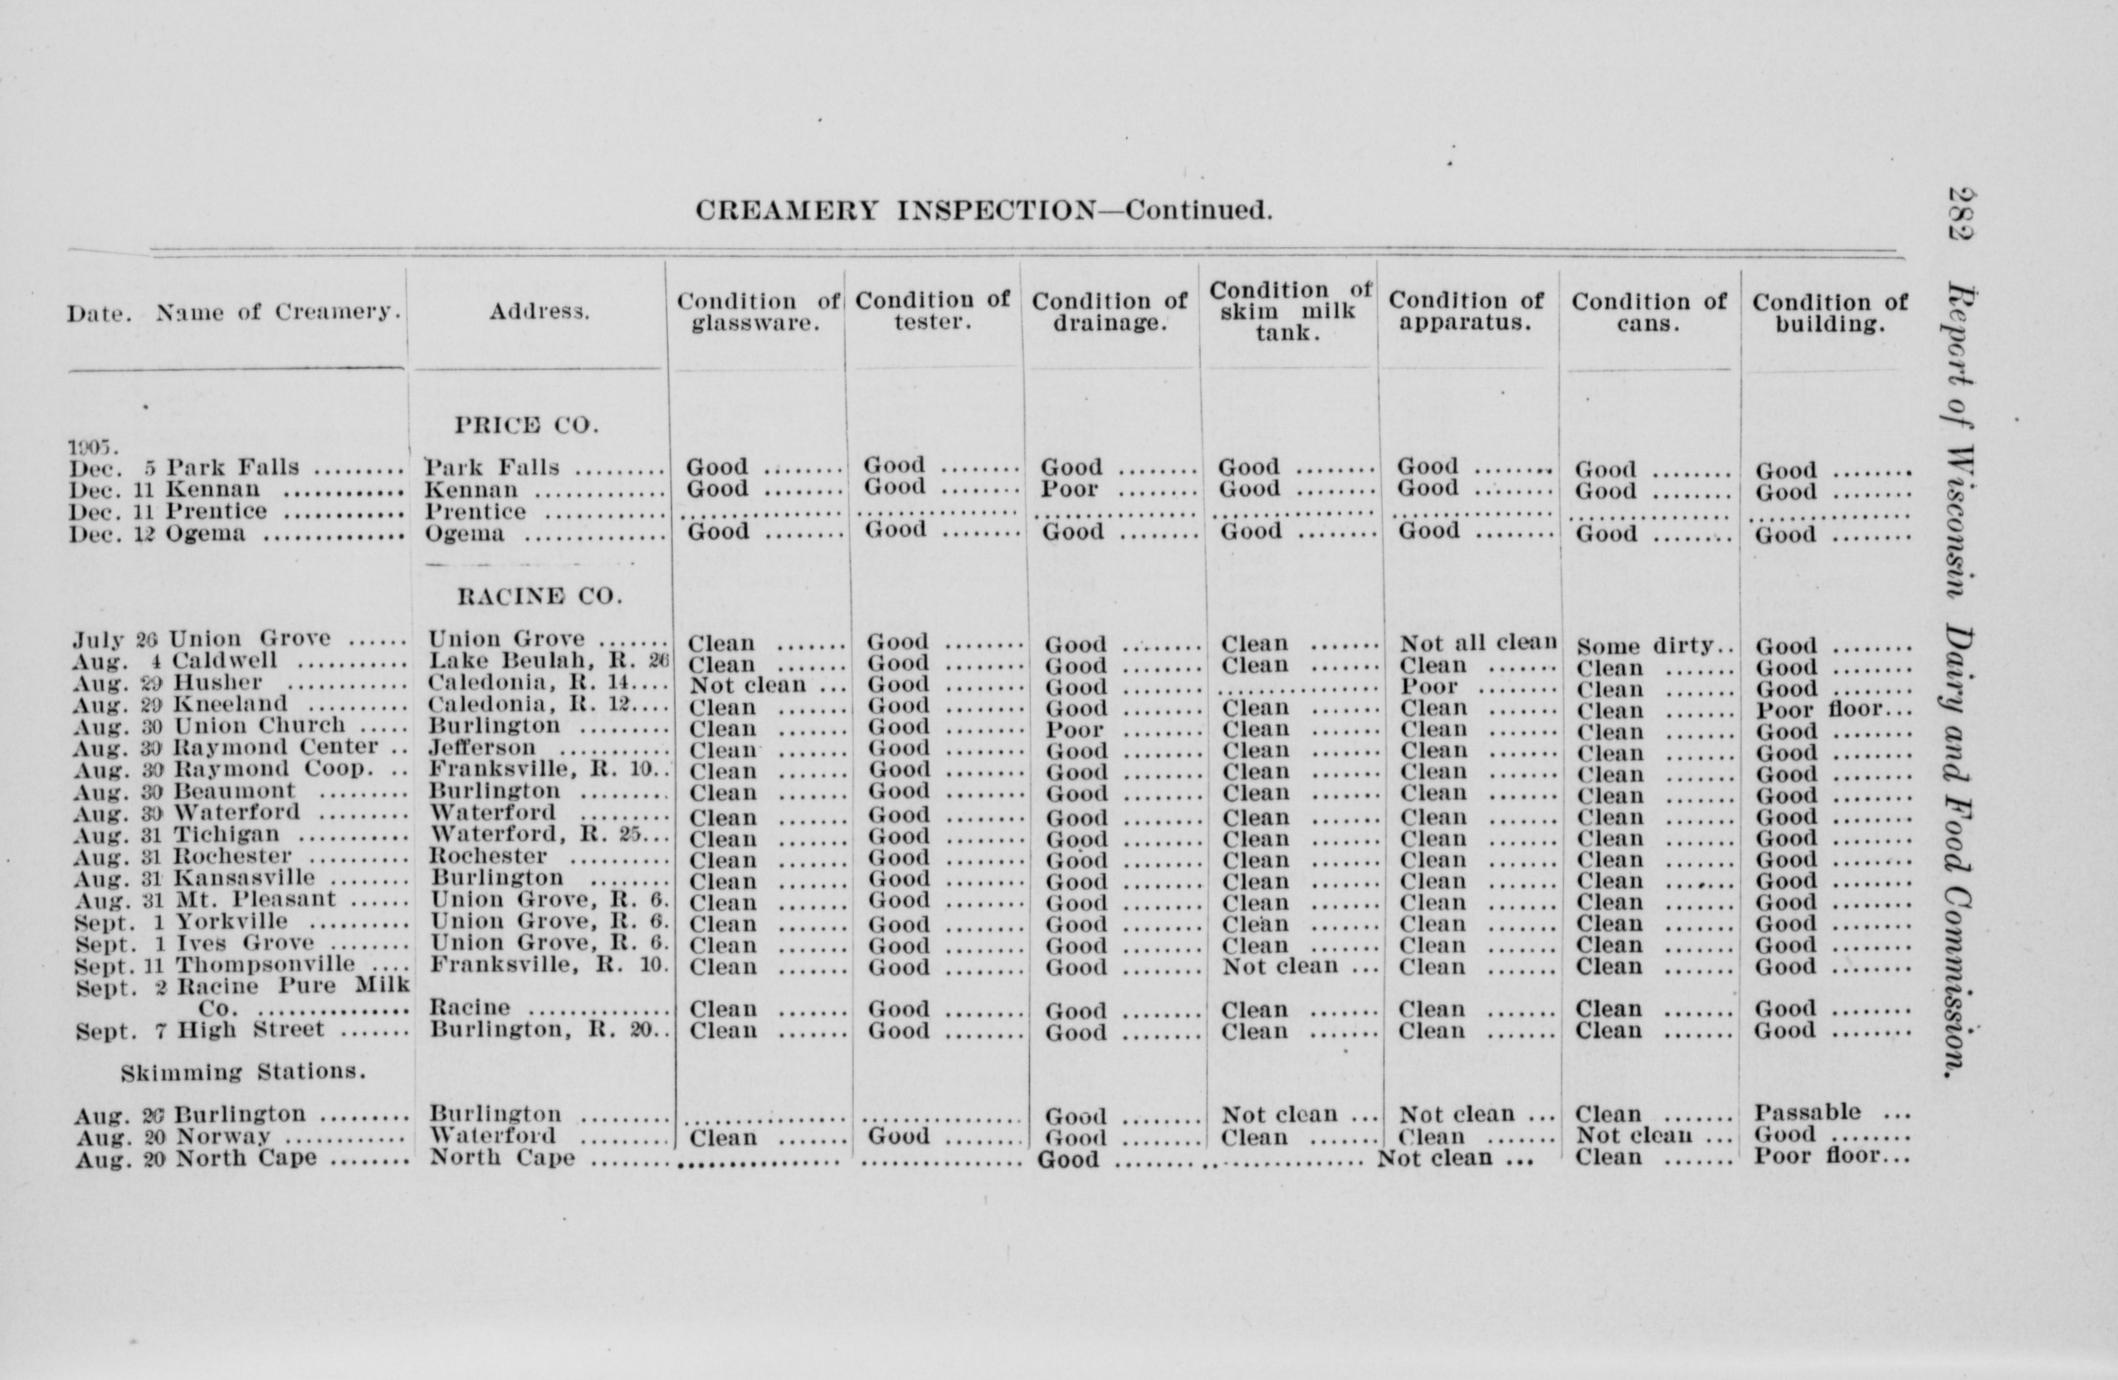 CREAMERY INSPECTION—Continued.
Date. Name of Creamery. Address. Condition of glassware. Condition of tester. Condition of drainage. Condition of skim milk tank. Condition of apparatus. Condition of cans. Condition of building.
PRICE CO.
1905.
Dec. 5 Park Falls ......... Park Falls ......... Good ........ Good ........ Good ........ Good ........ Good ........ Good ........ Good ........
Dec. 11 Kennan ............ Kennan ............. Good ........ Good ........ Poor ........ Good ........ Good ........ Good ........ Good ........
Dec. 11 Prentice ............ Prentice ............ ................ ................ ................ ................ ................ ................ ................
Dec. 12 Ogema .............. Ogema .............. Good ........ Good ........ Good ........ Good ........ Good ........ Good ........ Good ........
RACINE CO.
July 26 Union Grove ...... Union Grove ....... Clean ....... Good ........ Good ........ Clean ....... Not all clean Some dirty.. Good ........
Aug. 4 Caldwell ........... Lake Beulah, R. 26 Clean ....... Good ........ Good ........ Clean ....... Clean ....... Clean ....... Good ........
Aug. 29 Husher ............ Caledonia, R. 14.... Not clean ... Good ........ Good ........ ................ Poor ........ Clean ....... Good ........
Aug. 29 Kneeland .......... Caledonia, R. 12.... Clean ....... Good ........ Good ........ Clean ....... Clean ....... Clean ....... Poor floor...
Aug. 30 Union Church ..... Burlington ......... Clean ....... Good ........ Poor ........ Clean ....... Clean ....... Clean ....... Good ........
Aug. 30 Raymond Center .. Jefferson ........... Clean ....... Good ........ Good ........ Clean ....... Clean ....... Clean ....... Good ........
Aug. 30 Raymond Coop. .. Franksville, R. 10.. Clean ....... Good ........ Good ........ Clean ....... Clean ....... Clean ....... Good ........
Aug. 30 Beaumont ......... Burlington ......... Clean ....... Good ........ Good ........ Clean ....... Clean ....... Clean ....... Good ........
Aug. 30 Waterford ......... Waterford ......... Clean ....... Good ........ Good ........ Clean ....... Clean ....... Clean ....... Good ........
Aug. 31 Tichigan ........... Waterford, R. 25... Clean ....... Good ........ Good ........ Clean ....... Clean ....... Clean ....... Good ........
Aug. 31 Rochester .......... Rochester .......... Clean ....... Good ........ Good ........ Clean ....... Clean ....... Clean ....... Good ........
Aug. 31 Kansasville ........ Burlington ........ Clean ....... Good ........ Good ........ Clean ....... Clean ....... Clean ....... Good ........
Aug. 31 Mt. Pleasant ...... Union Grove, R. 6. Clean ....... Good ........ Good ........ Clean ....... Clean ....... Clean ....... Good ........
Sept. 1 Yorkville .......... Union Grove, R. 6. Clean ....... Good ........ Good ........ Clean ....... Clean ....... Clean ....... Good ........
Sept. 1 Ives Grove ........ Union Grove, R. 6. Clean ....... Good ........ Good ........ Clean ....... Clean ....... Clean ....... Good ........
Sept. 11 Thompsonville .... Franksville, R. 10. Clean ....... Good ........ Good ........ Not clean ... Clean ....... Clean ....... Good ........
Sept. 2 Racine Pure Milk
Co. ............... Racine .............. Clean ....... Good ........ Good ........ Clean ....... Clean ....... Clean ....... Good ........
Sept. 7 High Street ....... Burlington, R. 20.. Clean ....... Good ........ Good ........ Clean ....... Clean ....... Clean ....... Good ........
Skimming Stations.
Aug. 26 Burlington ......... Burlington ......... ................ ................ Good ........ Not clean ... Not clean ... Clean ....... Passable ...
Aug. 20 Norway ............ Waterford ......... Clean ....... Good ........ Good ........ Clean ....... Clean ....... Not clean ... Good ........
Aug. 20 North Cape ........ North Cape ........ ................ ................ Good ........ ................ Not clean ... Clean ....... Poor floor...
282 Report of Wisconsin Dairy and Food Commission.